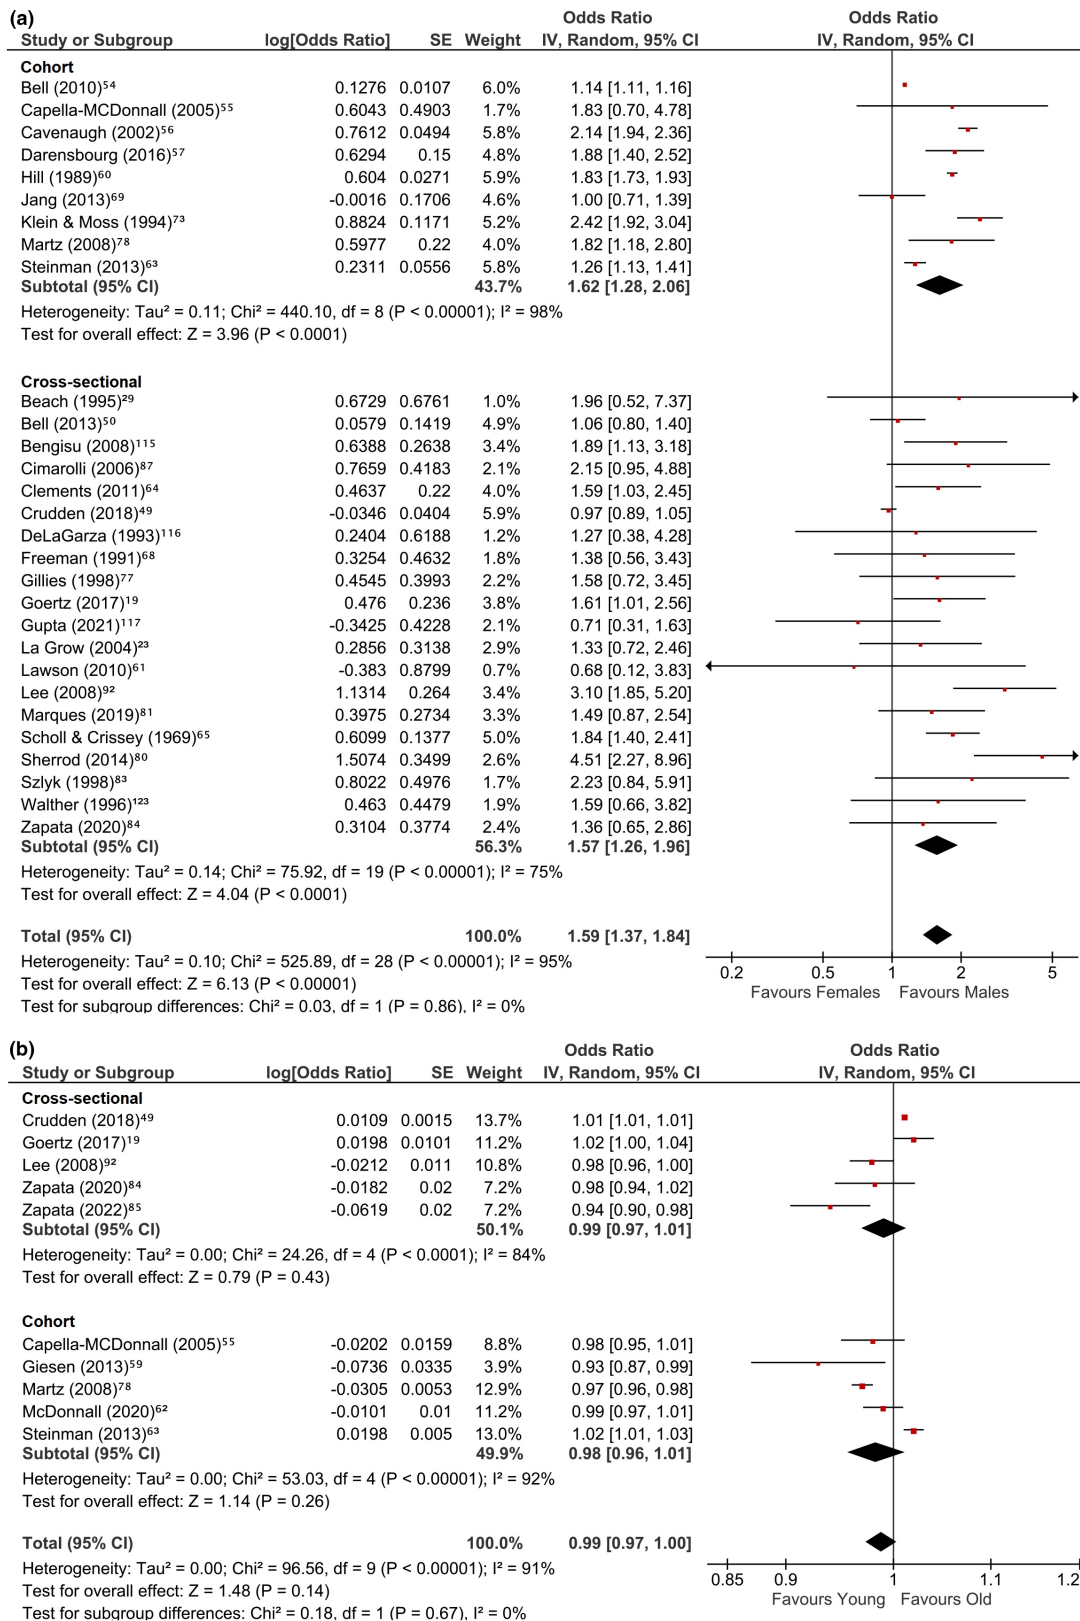 (a)
Odds Ratio Odds Ratio
Study or Subgroup log[Odds Ratio] SE Weight IV, Random, 95% CI IV, Random, 95% CI
Cohort
Bell (2010)⁵⁴ 0.1276 0.0107 6.0% 1.14 [1.11, 1.16]
Capella-MCDonnall (2005)⁵⁵ 0.6043 0.4903 1.7% 1.83 [0.70, 4.78]
Cavenaugh (2002)⁵⁶ 0.7612 0.0494 5.8% 2.14 [1.94, 2.36]
Darensbourg (2016)⁵⁷ 0.6294 0.15 4.8% 1.88 [1.40, 2.52]
Hill (1989)⁶⁰ 0.604 0.0271 5.9% 1.83 [1.73, 1.93]
Jang (2013)⁶⁹ -0.0016 0.1706 4.6% 1.00 [0.71, 1.39]
Klein & Moss (1994)⁷³ 0.8824 0.1171 5.2% 2.42 [1.92, 3.04]
Martz (2008)⁷⁸ 0.5977 0.22 4.0% 1.82 [1.18, 2.80]
Steinman (2013)⁶³ 0.2311 0.0556 5.8% 1.26 [1.13, 1.41]
Subtotal (95% CI) 43.7% 1.62 [1.28, 2.06]
Heterogeneity: Tau² = 0.11; Chi² = 440.10, df = 8 (P < 0.00001); I² = 98%
Test for overall effect: Z = 3.96 (P < 0.0001)
Cross-sectional
Beach (1995)²⁹ 0.6729 0.6761 1.0% 1.96 [0.52, 7.37]
Bell (2013)⁵⁰ 0.0579 0.1419 4.9% 1.06 [0.80, 1.40]
Bengisu (2008)¹¹⁵ 0.6388 0.2638 3.4% 1.89 [1.13, 3.18]
Cimarolli (2006)⁸⁷ 0.7659 0.4183 2.1% 2.15 [0.95, 4.88]
Clements (2011)⁶⁴ 0.4637 0.22 4.0% 1.59 [1.03, 2.45]
Crudden (2018)⁴⁹ -0.0346 0.0404 5.9% 0.97 [0.89, 1.05]
DeLaGarza (1993)¹¹⁶ 0.2404 0.6188 1.2% 1.27 [0.38, 4.28]
Freeman (1991)⁶⁸ 0.3254 0.4632 1.8% 1.38 [0.56, 3.43]
Gillies (1998)⁷⁷ 0.4545 0.3993 2.2% 1.58 [0.72, 3.45]
Goertz (2017)¹⁹ 0.476 0.236 3.8% 1.61 [1.01, 2.56]
Gupta (2021)¹¹⁷ -0.3425 0.4228 2.1% 0.71 [0.31, 1.63]
La Grow (2004)²³ 0.2856 0.3138 2.9% 1.33 [0.72, 2.46]
Lawson (2010)⁶¹ -0.383 0.8799 0.7% 0.68 [0.12, 3.83]
Lee (2008)⁹² 1.1314 0.264 3.4% 3.10 [1.85, 5.20]
Marques (2019)⁸¹ 0.3975 0.2734 3.3% 1.49 [0.87, 2.54]
Scholl & Crissey (1969)⁶⁵ 0.6099 0.1377 5.0% 1.84 [1.40, 2.41]
Sherrod (2014)⁸⁰ 1.5074 0.3499 2.6% 4.51 [2.27, 8.96]
Szlyk (1998)⁸³ 0.8022 0.4976 1.7% 2.23 [0.84, 5.91]
Walther (1996)¹²³ 0.463 0.4479 1.9% 1.59 [0.66, 3.82]
Zapata (2020)⁸⁴ 0.3104 0.3774 2.4% 1.36 [0.65, 2.86]
Subtotal (95% CI) 56.3% 1.57 [1.26, 1.96]
Heterogeneity: Tau² = 0.14; Chi² = 75.92, df = 19 (P < 0.00001); I² = 75%
Test for overall effect: Z = 4.04 (P < 0.0001)
Total (95% CI) 100.0% 1.59 [1.37, 1.84]
Heterogeneity: Tau² = 0.10; Chi² = 525.89, df = 28 (P < 0.00001); I² = 95%
0.2 0.5 1 2 5
Test for overall effect: Z = 6.13 (P < 0.00001)
Favours Females Favours Males
Test for subgroup differences: Chi² = 0.03, df = 1 (P = 0.86), I² = 0%
(b)
Odds Ratio Odds Ratio
Study or Subgroup log[Odds Ratio] SE Weight IV, Random, 95% CI IV, Random, 95% CI
Cross-sectional
Crudden (2018)⁴⁹ 0.0109 0.0015 13.7% 1.01 [1.01, 1.01]
Goertz (2017)¹⁹ 0.0198 0.0101 11.2% 1.02 [1.00, 1.04]
Lee (2008)⁹² -0.0212 0.011 10.8% 0.98 [0.96, 1.00]
Zapata (2020)⁸⁴ -0.0182 0.02 7.2% 0.98 [0.94, 1.02]
Zapata (2022)⁸⁵ -0.0619 0.02 7.2% 0.94 [0.90, 0.98]
Subtotal (95% CI) 50.1% 0.99 [0.97, 1.01]
Heterogeneity: Tau² = 0.00; Chi² = 24.26, df = 4 (P < 0.0001); I² = 84%
Test for overall effect: Z = 0.79 (P = 0.43)
Cohort
Capella-MCDonnall (2005)⁵⁵ -0.0202 0.0159 8.8% 0.98 [0.95, 1.01]
Giesen (2013)⁵⁹ -0.0736 0.0335 3.9% 0.93 [0.87, 0.99]
Martz (2008)⁷⁸ -0.0305 0.0053 12.9% 0.97 [0.96, 0.98]
McDonnall (2020)⁶² -0.0101 0.01 11.2% 0.99 [0.97, 1.01]
Steinman (2013)⁶³ 0.0198 0.005 13.0% 1.02 [1.01, 1.03]
Subtotal (95% CI) 49.9% 0.98 [0.96, 1.01]
Heterogeneity: Tau² = 0.00; Chi² = 53.03, df = 4 (P < 0.00001); I² = 92%
Test for overall effect: Z = 1.14 (P = 0.26)
Total (95% CI) 100.0% 0.99 [0.97, 1.00]
Heterogeneity: Tau² = 0.00; Chi² = 96.56, df = 9 (P < 0.00001); I² = 91%
0.85 0.9 1 1.1 1.2
Test for overall effect: Z = 1.48 (P = 0.14)
Favours Young Favours Old
Test for subgroup differences: Chi² = 0.18, df = 1 (P = 0.67), I² = 0%